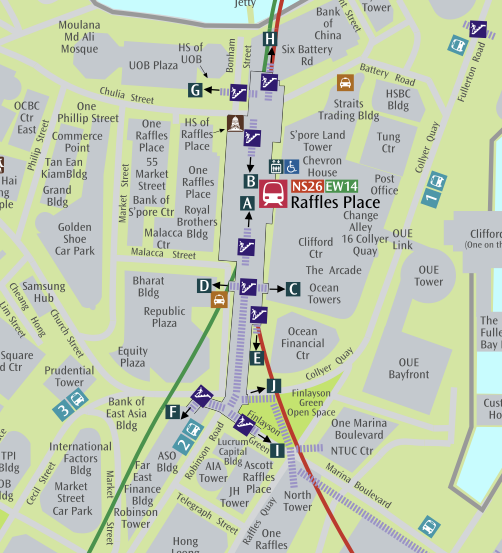 Jetty
Moulana
Md Ali
Mosque
HS of
UOB
UOB Plaza
Bonham
Street
H
Bank
of
China
Tower
Six Battery
Rd
Battery Road
Fullerton Road
Chulia Street
G
OCBC
Ctr
East
One
Phillip Street
Commerce
Point
Phillip Street
Tan Ean
KiamBldg
Grand
Bldg
Golden
Shoe
Car Park
One
Raffles
Place
55
Market
Street
Bank of
S'pore Ctr
Market Street
HS of
Raffles
Place
One
Raffles
Place
Royal
Brothers
Bldg
Malacca
Ctr
Malacca Street
Straits
Trading Bldg
HSBC
Bldg
Tung
Ctr
S'pore Land
Tower
Chevron
House
B
A
NS26 EW14
Raffles Place
Post
Office
Collyer Quay
1
Change
Alley
16 Collyer
Quay
OUE
Link
Clifford
Ctr
The Arcade
Ocean
Towers
OUE
Tower
Clifford
(One on th
Hai
ple
Samsung
Hub
Cheang Hong
Lim Street
Church Street
Bharat
Bldg
D
C
Republic
Plaza
Equity
Plaza
E
Ocean
Financial
Ctr
Collyer Quay
OUE
Bayfront
The
Fulle
Bay
Square
d Ctr
Prudential
Tower
3
Bank of
East Asia
Bldg
F
J
Finlayson
Green
Open Space
Finlayson
Green
I
2
Robinson Road
Lucrum
Capital
Bldg
Cust
Ho
One Marina
Boulevard
NTUC Ctr
Marina Boulevard
International
Factors
Bldg
Market
Street
Car Park
TPI
Bldg
OB
g
Cecil Street
Market
Street
Far
East
Finance
Bldg
Robinson
Tower
ASO
Bldg
AIA
Tower
Ascott
Raffles
Place
JH
Tower
Telegraph Street
Raffles Quay
North
Tower
Hong
Leong
One
Raffles